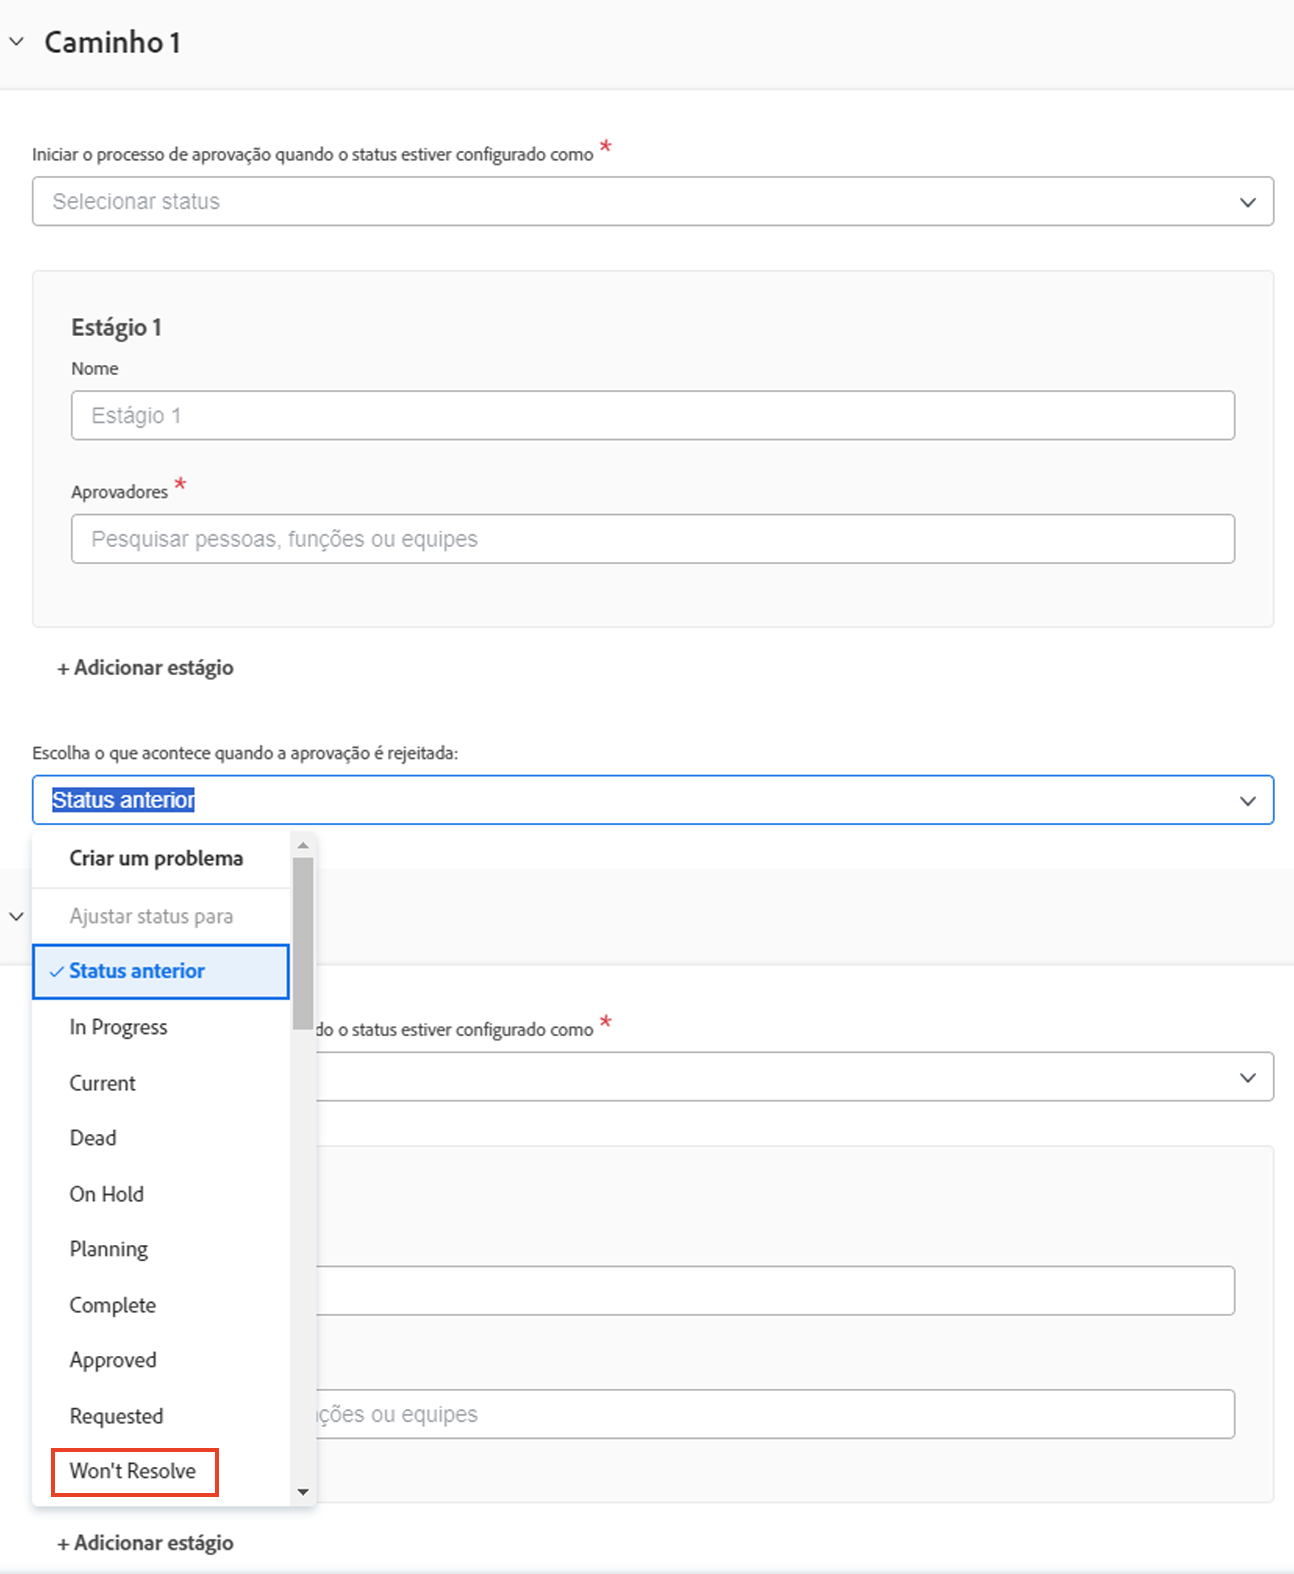 Caminho 1
Iniciar o processo de aprovação quando o status estiver configurado como *
Selecionar status
Estágio 1
Nome
Estágio 1
Aprovadores *
Pesquisar pessoas, funções ou equipes
+ Adicionar estágio
Escolha o que acontece quando a aprovação é rejeitada:
Status anterior
Criar um problema
Ajustar status para
Status anterior
In Progress
do o status estiver configurado como *
Current
Dead
On Hold
Planning
Complete
Approved
Requested
ções ou equipes
Won't Resolve
+ Adicionar estágio